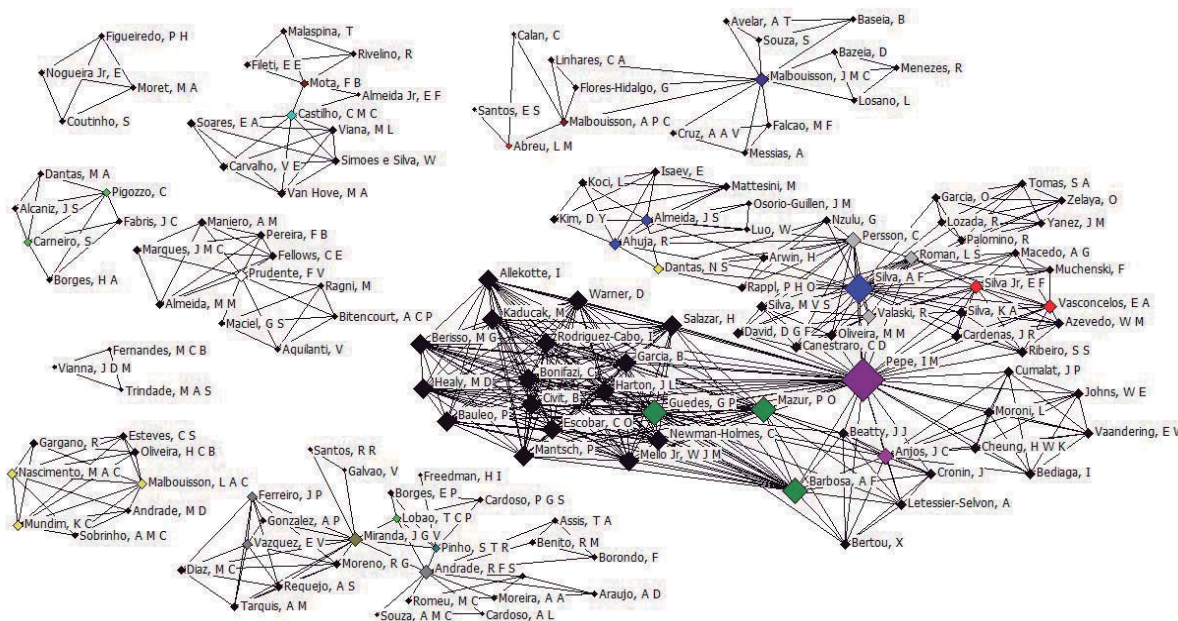 Figueiredo, P H
Nogueira Jr, E
Moret, M A
Coutinho, S
Malaspina, T
Rivelino, R
Fileti, E E
Mota, F B
Almeida Jr, E F
Castilho, C M C
Soares, E A
Viana, M L
Carvalho, V E
Simoes e Silva, W
Van Hove, M A
Calan, C
Linhares, C A
Flores-Hidalgo, G
Santos, E S
Malbouisson, A P C
Abreu, L M
Avelar, A T
Baseia, B
Souza, S
Bazeia, D
Malbouisson, J M C
Menezes, R
Losano, L
Falcao, M F
Cruz, A A V
Messias, A
Dantas, M A
Pigozzo, C
Alcaniz, J S
Fabris, J C
Carneiro, S
Borges, H A
Maniero, A M
Pereira, F B
Marques, J M C
Fellows, C E
Prudente, F V
Ragni, M
Almeida, M M
Maciel, G S
Bitencourt, A C P
Aquilanti, V
Koci, L
Isaev, E
Mattesini, M
Kim, D Y
Almeida, J S
Osorio-Guillen, J M
Luo, W
Ahuja, R
Dantas, N S
Nzulu, G
Persson, C
Arwin, H
Rappl, P H O
Garcia, O
Tomas, S A
Zelaya, O
Lozada, R
Yanez, J M
Palomino, R
Roman, L S
Macedo, A G
Muchenski, F
Silva, A F
Silva Jr, E F
Vasconcelos, E A
Silva, M V S
Valaski, R
Silva, K A
Azevedo, W M
David, D G F
Oliveira, M M
Cardenas, J R
Canestraro, C D
Ribeiro, S S
Pepe, I M
Allekotte, I
Warner, D
Kaducak, M
Salazar, H
Berisso, M G
Rodriguez-Cabo, I
Garcia, B
Bonifazi, C
Healy, M D
Harton, J L
Civit, B
Bauleo, P
Guedes, G P
Mazur, P O
Escobar, C O
Newman-Holmes, C
Mantsch, P
Mello Jr, W J M
Cumalat, J P
Johns, W E
Moroni, L
Beatty, J J
Vaandering, E W
Cheung, H W K
Anjos, J C
Cronin, J
Bediaga, I
Barbosa, A F
Letessier-Selvon, A
Bertou, X
Fernandes, M C B
Vianna, J D M
Trindade, M A S
Gargano, R
Esteves, C S
Oliveira, H C B
Nascimento, M A C
Malbouisson, L A C
Andrade, M D
Mundim, K C
Sobrinho, A M C
Santos, R R
Galvao, V
Freedman, H I
Ferreiro, J P
Borges, E P
Cardoso, P G S
Gonzalez, A P
Lobao, T C P
Assis, T A
Vazquez, E V
Miranda, J G V
Pinho, S T R
Benito, R M
Borondo, F
Diaz, M C
Moreno, R G
Andrade, R F S
Requejo, A S
Romeu, M C
Moreira, A A
Araujo, A D
Tarquis, A M
Souza, A M C
Cardoso, A L